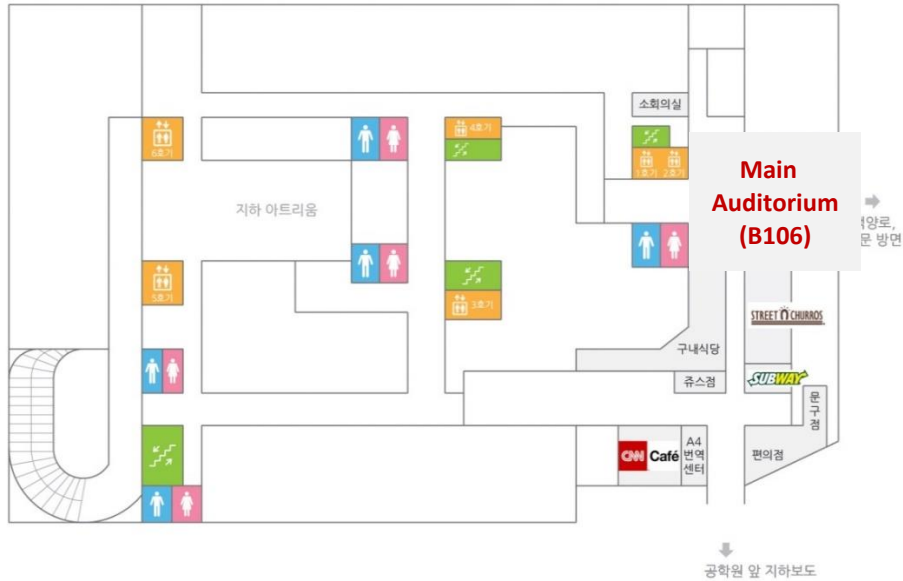 소회의실
4호기
6호기
1호기 2호기
Main
Auditorium
(B106)
지하 아트리움
문 방면
5호기
3호기
STREET CHURROS
구내식당
쥬스점
SUBWAY
문구점
CNN Café
A4
번역
센터
편의점
공학원 앞 지하보도